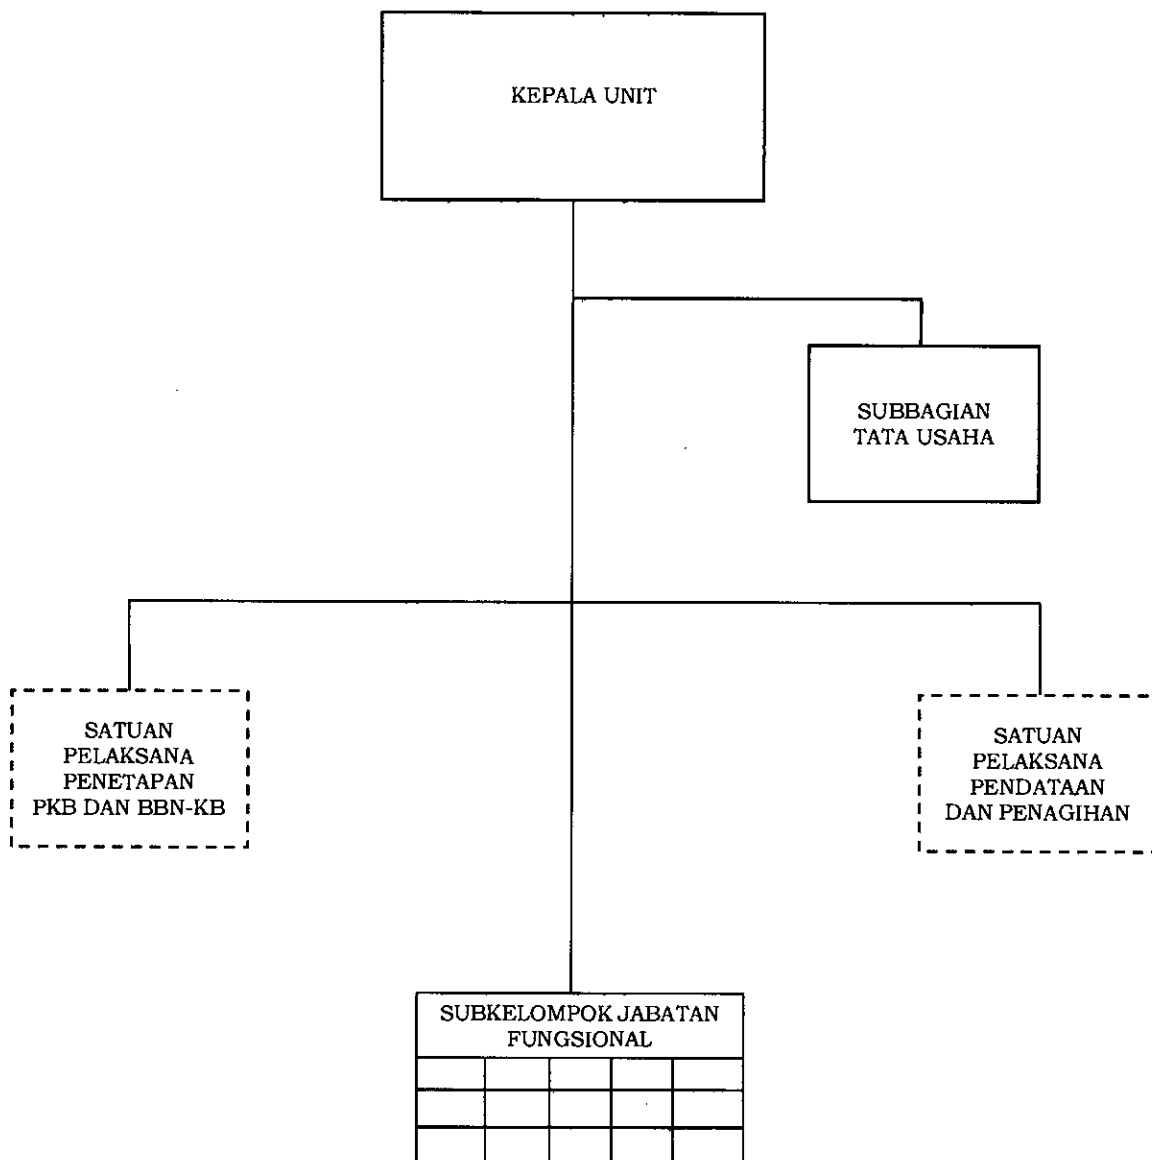 KEPALA UNIT
SUBBAGIAN
TATA USAHA
SATUAN
PELAKSANA
PENETAPAN
PKB DAN BBN-KB
SATUAN
PELAKSANA
PENDATAAN
DAN PENAGIHAN
SUBKELOMPOK JABATAN
FUNGSIONAL